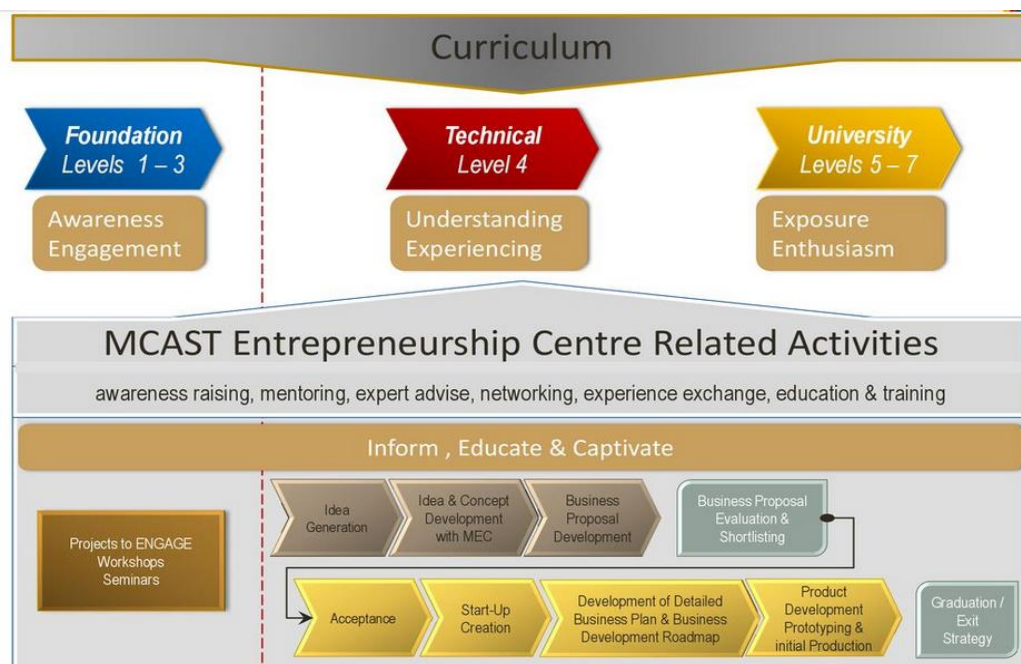 Curriculum
Foundation
Levels 1 – 3
Technical
Level 4
University
Levels 5 – 7
Awareness
Engagement
Understanding
Experiencing
Exposure
Enthusiasm
MCAST Entrepreneurship Centre Related Activities
awareness raising, mentoring, expert advise, networking, experience exchange, education & training
Inform , Educate & Captivate
Projects to ENGAGE
Workshops
Seminars
Idea
Generation
Idea & Concept
Development
with MEC
Business
Proposal
Development
Business Proposal
Evaluation &
Shortlisting
Acceptance
Start-Up
Creation
Development of Detailed
Business Plan & Business
Development Roadmap
Product
Development
Prototyping &
initial Production
Graduation /
Exit
Strategy